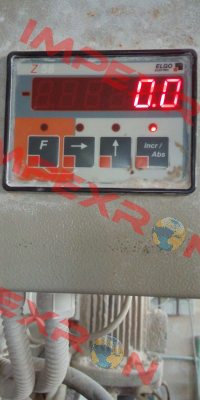 ELGO
Z
0.0
F
Incr/
Abs
IMPEXRON
IMPEXRON
IMPEXRON